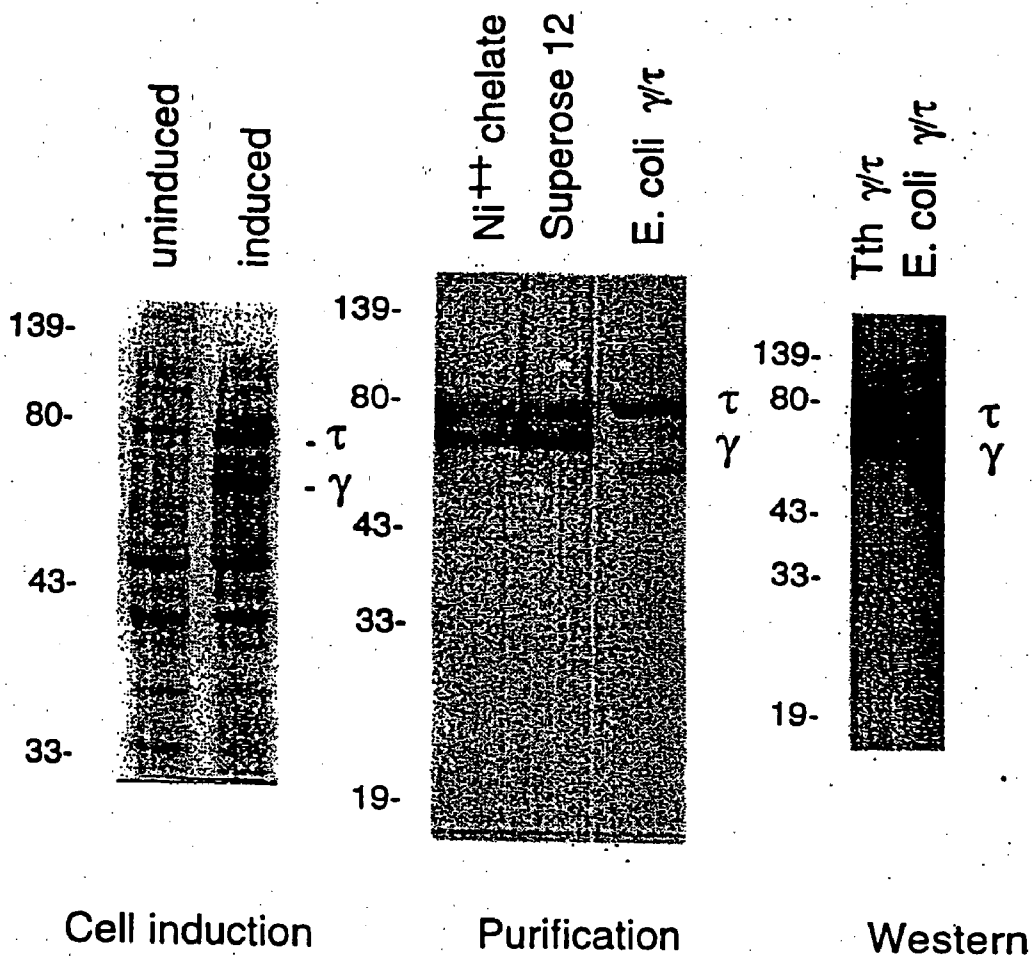 uninduced
induced
139-
80-
43-
33-
- τ
- γ
Cell induction
Ni++ chelate
Superose 12
E. coli γ/τ
139-
80-
43-
33-
19-
τ
γ
Purification
Tth γ/τ
E. coli γ/τ
139-
80-
43-
33-
19-
τ
γ
Western